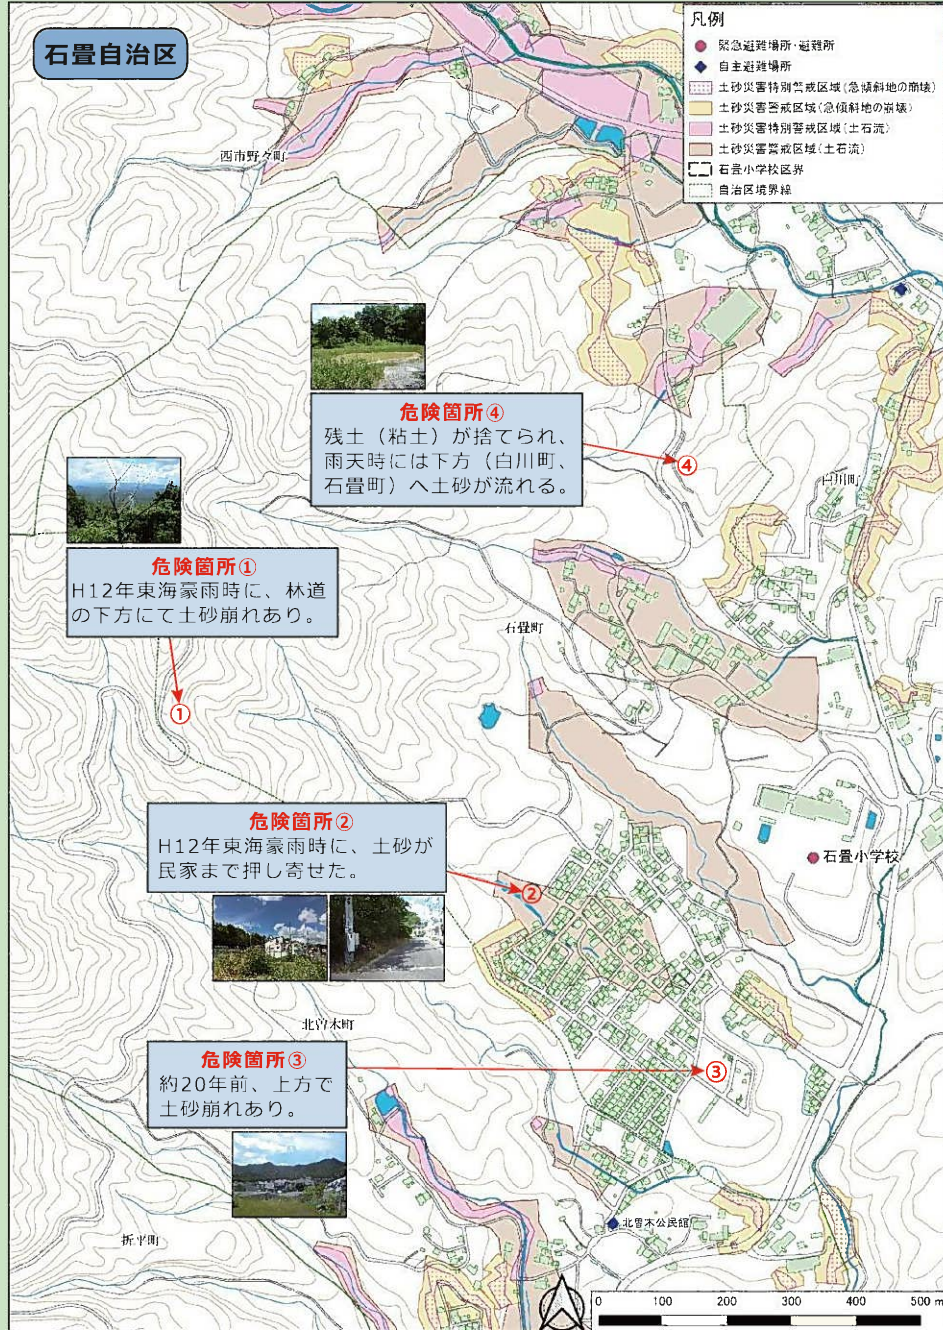 石畳自治区
凡例
緊急避難場所・避難所
自主避難場所
土砂災害特別警戒区域(急傾斜地の崩壊)
土砂災害警戒区域(急傾斜地の崩壊)
土砂災害特別警戒区域(土石流)
土砂災害警戒区域(土石流)
石畳小学校区界
自治区境界線
西市野々町
危険箇所④
残土（粘土）が捨てられ、
雨天時には下方（白川町、
石畳町）へ土砂が流れる。
④
白川町
危険箇所①
H12年東海豪雨時に、林道
の下方にて土砂崩れあり。
①
石畳町
危険箇所②
H12年東海豪雨時に、土砂が
民家まで押し寄せた。
②
石畳小学校
北曽木町
危険箇所③
約20年前、上方で
土砂崩れあり。
③
北曽木公民館
折平町
0 100 200 300 400 500 m